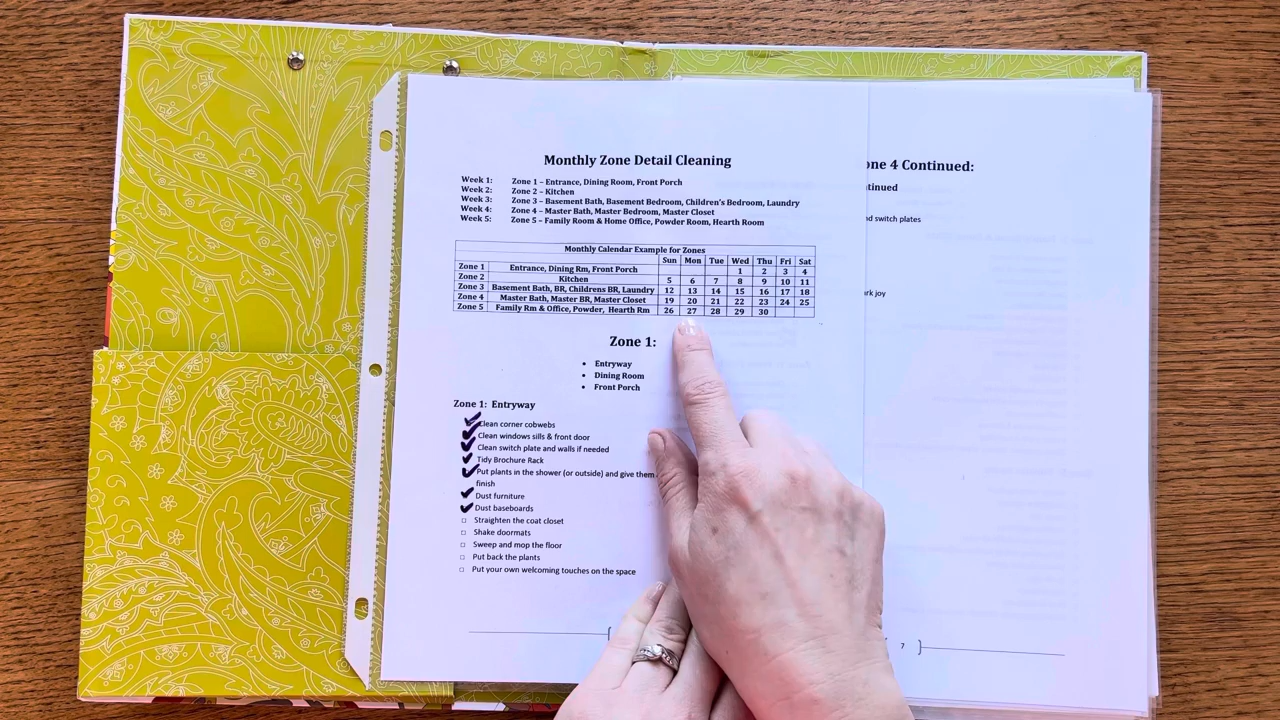 Monthly Zone Detail Cleaning
Week 1: Zone 1 – Entrance, Dining Room, Front Porch
Week 2: Zone 2 – Kitchen
Week 3: Zone 3 – Basement Bath, Basement Bedroom, Children's Bedroom, Laundry
Week 4: Zone 4 – Master Bath, Master Bedroom, Master Closet
Week 5: Zone 5 – Family Room & Home Office, Powder Room, Hearth Room
Monthly Calendar Example for Zones
Sun Mon Tue Wed Thu Fri Sat
Zone 1 Entrance, Dining Rm, Front Porch 1 2 3 4
Zone 2 Kitchen 5 6 7 8 9 10 11
Zone 3 Basement Bath, BR, Childrens BR, Laundry 12 13 14 15 16 17 18
Zone 4 Master Bath, Master BR, Master Closet 19 20 21 22 23 24 25
Zone 5 Family Rm & Office, Powder, Hearth Rm 26 27 28 29 30
Zone 1:
• Entryway
• Dining Room
• Front Porch
Zone 1: Entryway
Clean corner cobwebs
Clean windows sills & front door
Clean switch plate and walls if needed
Tidy Brochure Rack
Put plants in the shower (or outside) and give them
finish
Dust furniture
Dust baseboards
Straighten the coat closet
Shake doormats
Sweep and mop the floor
Put back the plants
Put your own welcoming touches on the space
one 4 Continued:
tinued
d switch plates
rk joy
7